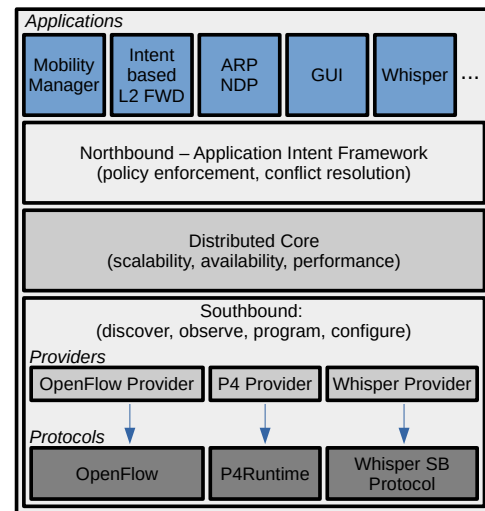 Applications
Mobility
Manager
Intent
based
L2 FWD
ARP
NDP
GUI
Whisper
...
Northbound – Application Intent Framework
(policy enforcement, conflict resolution)
Distributed Core
(scalability, availability, performance)
Southbound:
(discover, observe, program, configure)
Providers
OpenFlow Provider
P4 Provider
Whisper Provider
Protocols
OpenFlow
P4Runtime
Whisper SB
Protocol